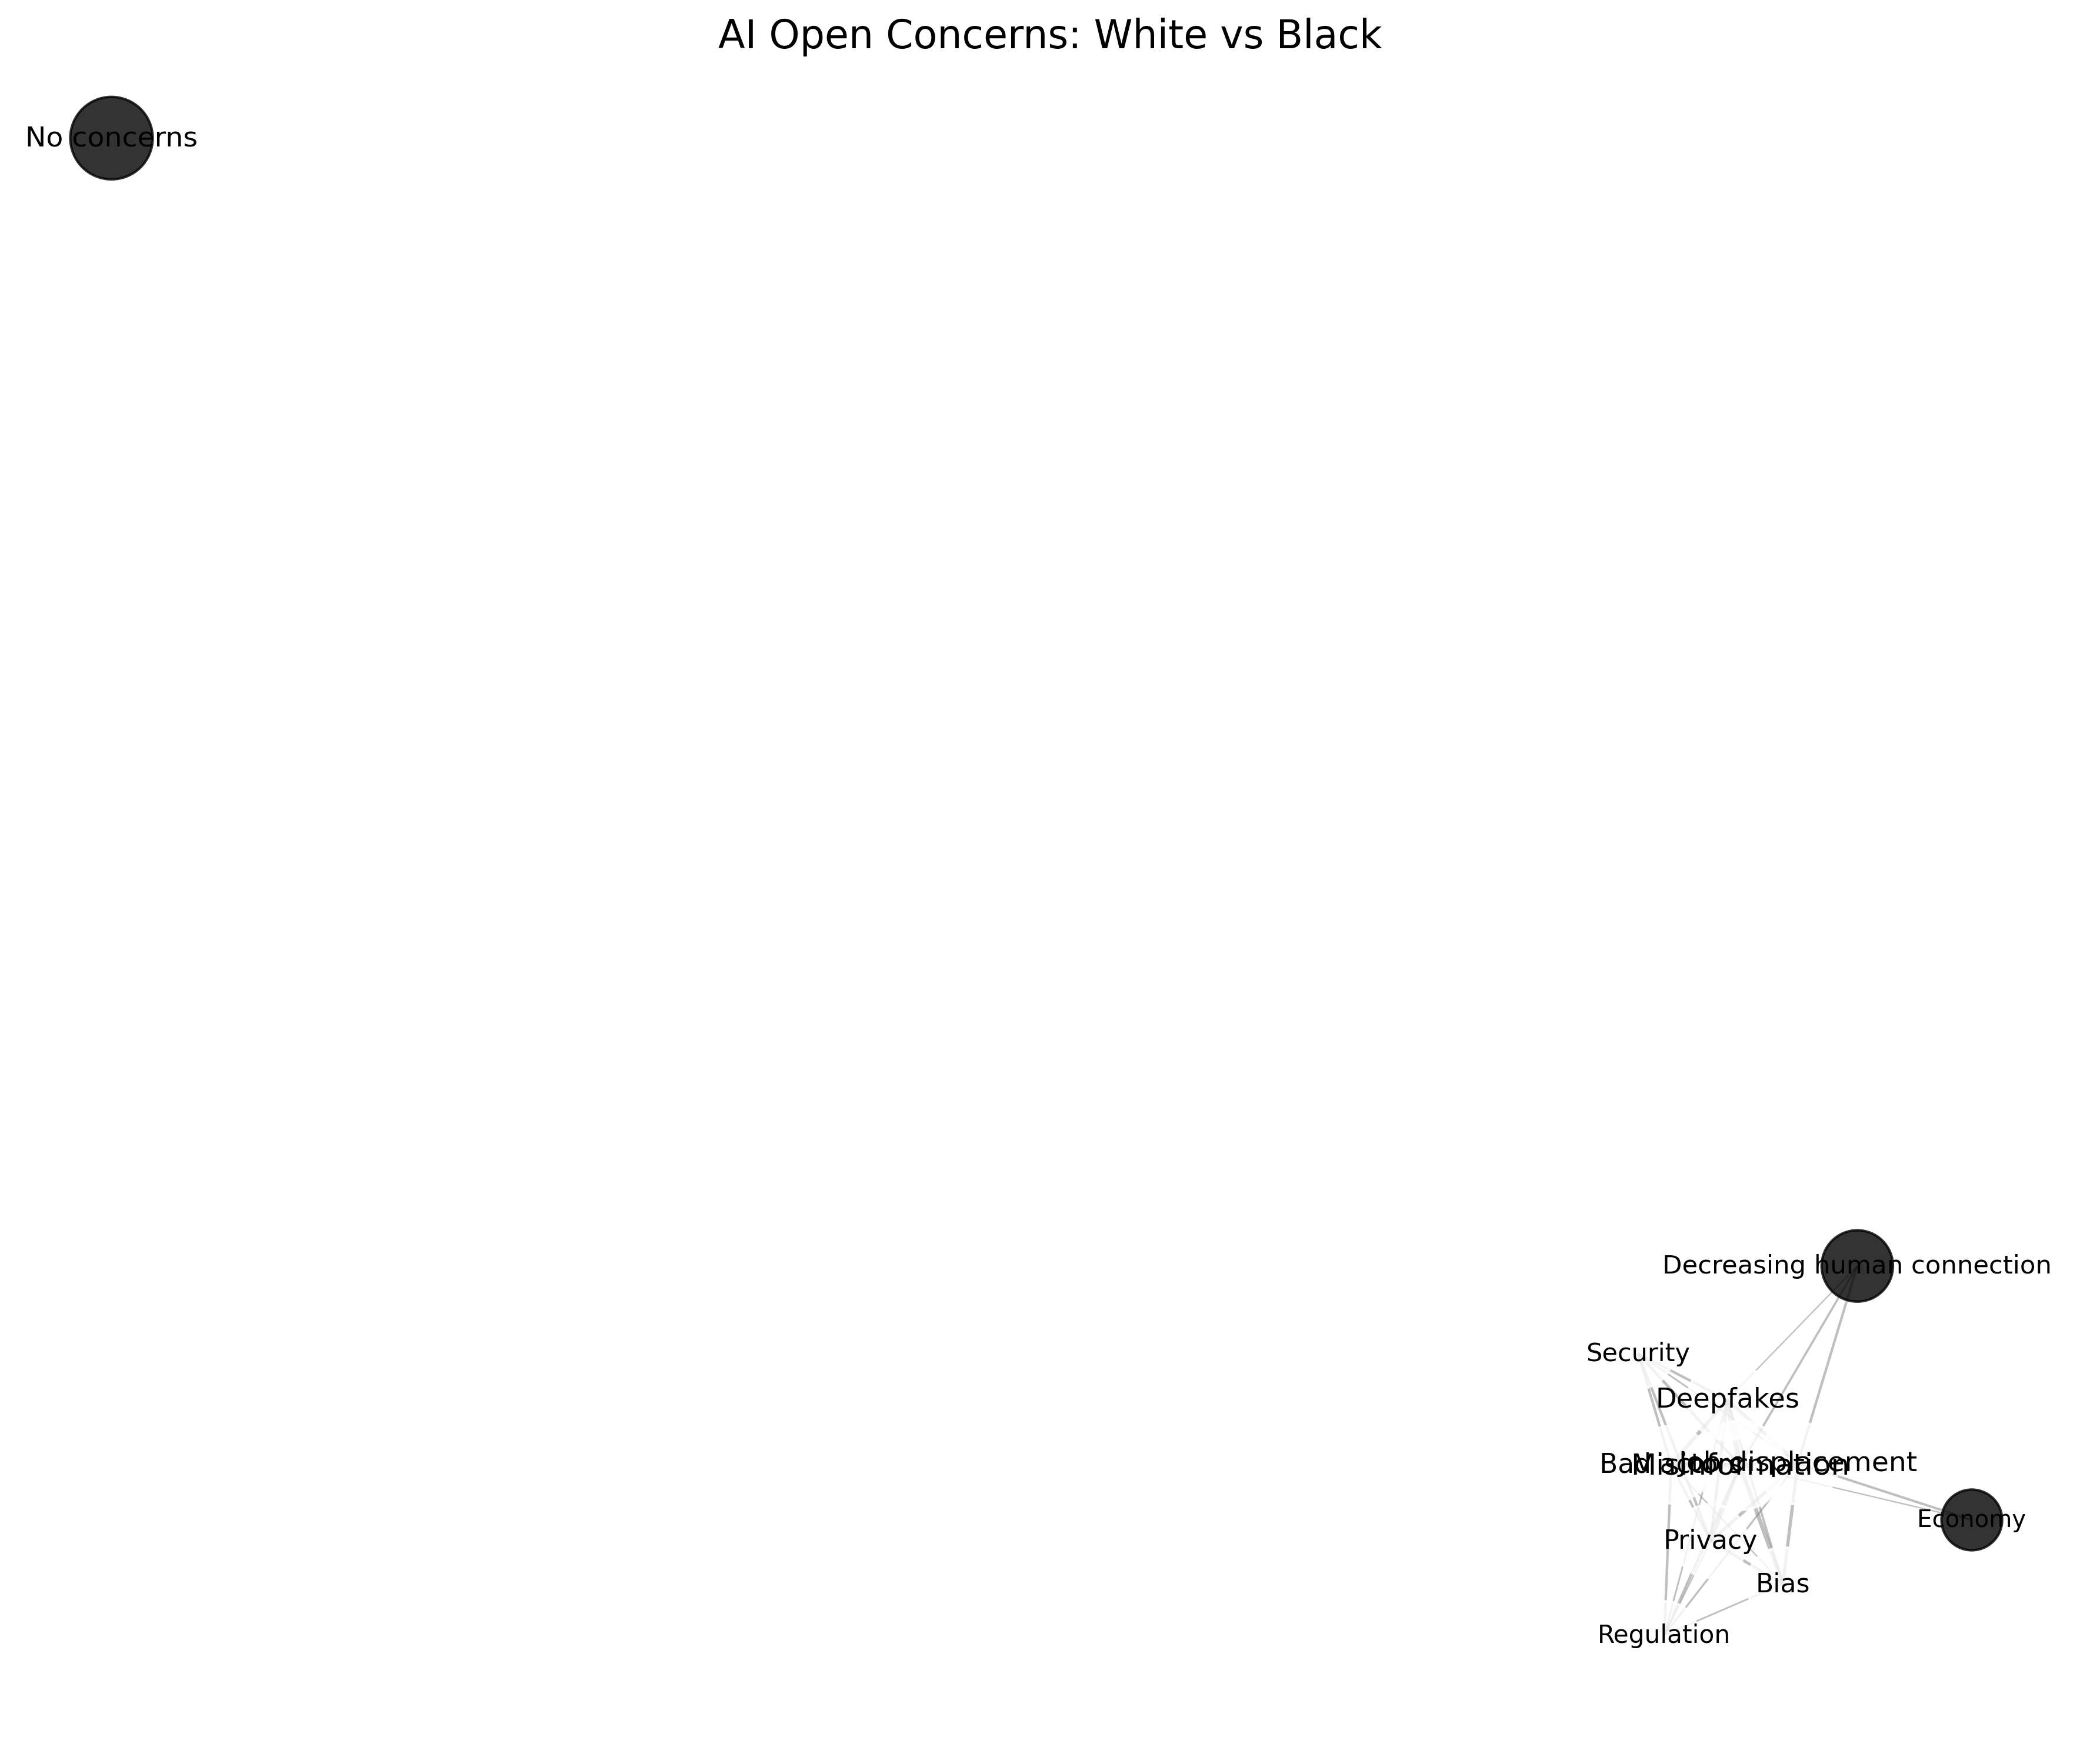 AI Open Concerns: White vs Black
No concerns
Decreasing human connection
Security
Deepfakes
Bad actors
Misinformation
Job displacement
Economy
Privacy
Bias
Regulation